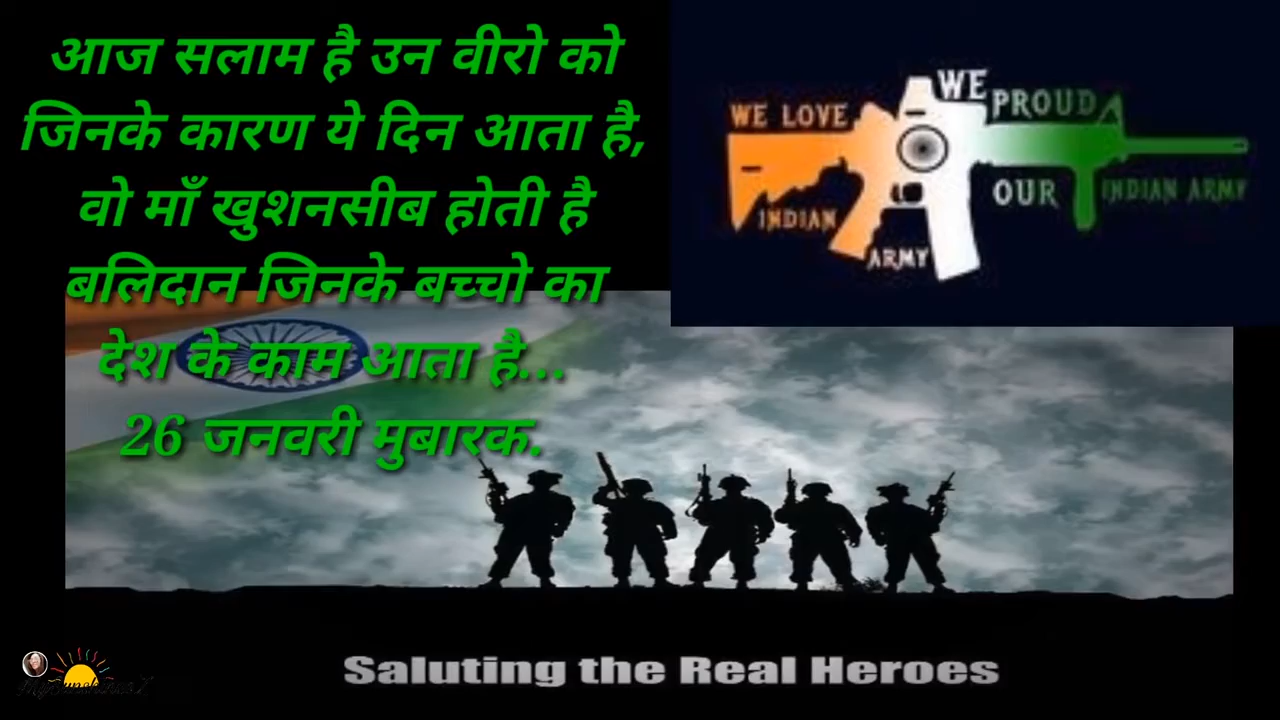 आज सलाम है उन वीरो को
जिनके कारण ये दिन आता है,
वो माँ खुशनसीब होती है
बलिदान जिनके बच्चो का
देश के काम आता है...
26 जनवरी मुबारक.
WE LOVE
INDIAN
ARMY
WE
PROUD
OUR
INDIAN ARMY
Saluting the Real Heroes